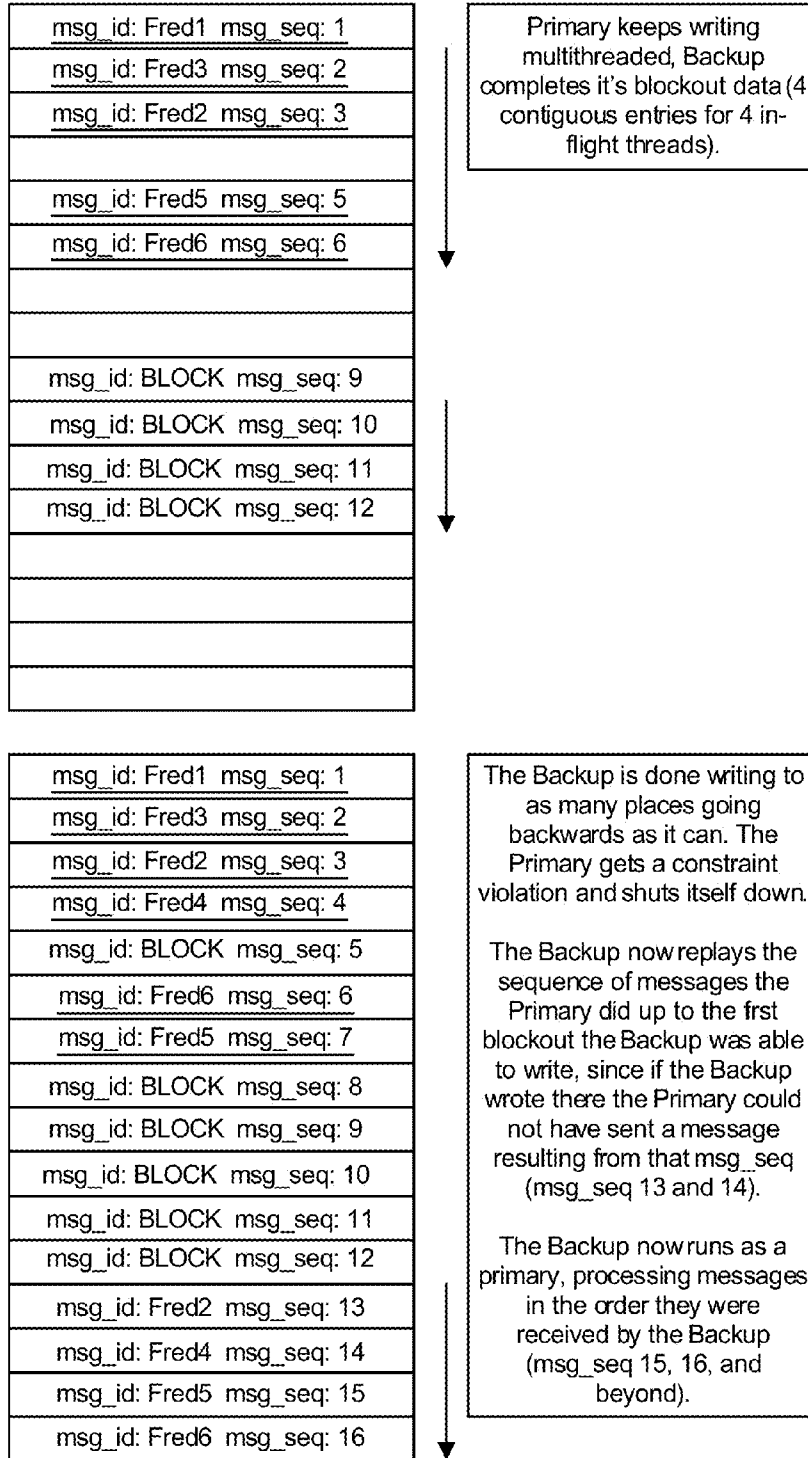 msg_id: Fred1 msg_seq: 1
msg_id: Fred3 msg_seq: 2
msg_id: Fred2 msg_seq: 3
msg_id: Fred5 msg_seq: 5
msg_id: Fred6 msg_seq: 6
msg_id: BLOCK msg_seq: 9
msg_id: BLOCK msg_seq: 10
msg_id: BLOCK msg_seq: 11
msg_id: BLOCK msg_seq: 12
Primary keeps writing
multithreaded, Backup
completes it's blockout data (4
contiguous entries for 4 in-
flight threads).
msg_id: Fred1 msg_seq: 1
msg_id: Fred3 msg_seq: 2
msg_id: Fred2 msg_seq: 3
msg_id: Fred4 msg_seq: 4
msg_id: BLOCK msg_seq: 5
msg_id: Fred6 msg_seq: 6
msg_id: Fred5 msg_seq: 7
msg_id: BLOCK msg_seq: 8
msg_id: BLOCK msg_seq: 9
msg_id: BLOCK msg_seq: 10
msg_id: BLOCK msg_seq: 11
msg_id: BLOCK msg_seq: 12
msg_id: Fred2 msg_seq: 13
msg_id: Fred4 msg_seq: 14
msg_id: Fred5 msg_seq: 15
msg_id: Fred6 msg_seq: 16
The Backup is done writing to
as many places going
backwards as it can. The
Primary gets a constraint
violation and shuts itself down.
The Backup now replays the
sequence of messages the
Primary did up to the frst
blockout the Backup was able
to write, since if the Backup
wrote there the Primary could
not have sent a message
resulting from that msg_seq
(msg_seq 13 and 14).
The Backup now runs as a
primary, processing messages
in the order they were
received by the Backup
(msg_seq 15, 16, and
beyond).